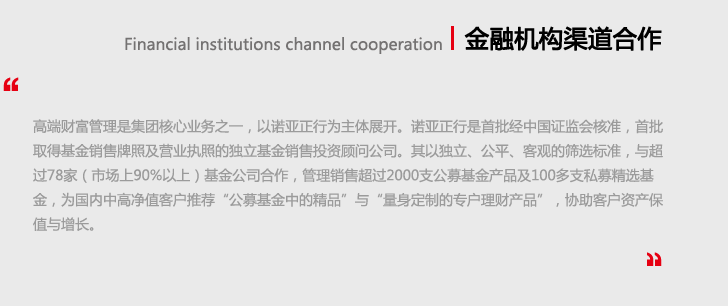 Financial institutions channel cooperation | 金融机构渠道合作
“
高端财富管理是集团核心业务之一，以诺亚正行为主体展开。诺亚正行是首批经中国证监会核准，首批
取得基金销售牌照及营业执照的独立基金销售投资顾问公司。其以独立、公平、客观的筛选标准，与超
过78家（市场上90%以上）基金公司合作，管理销售超过2000支公募基金产品及100多支私募精选基
金，为国内中高净值客户推荐“公募基金中的精品”与“量身定制的专户理财产品”，协助客户资产保
值与增长。
”